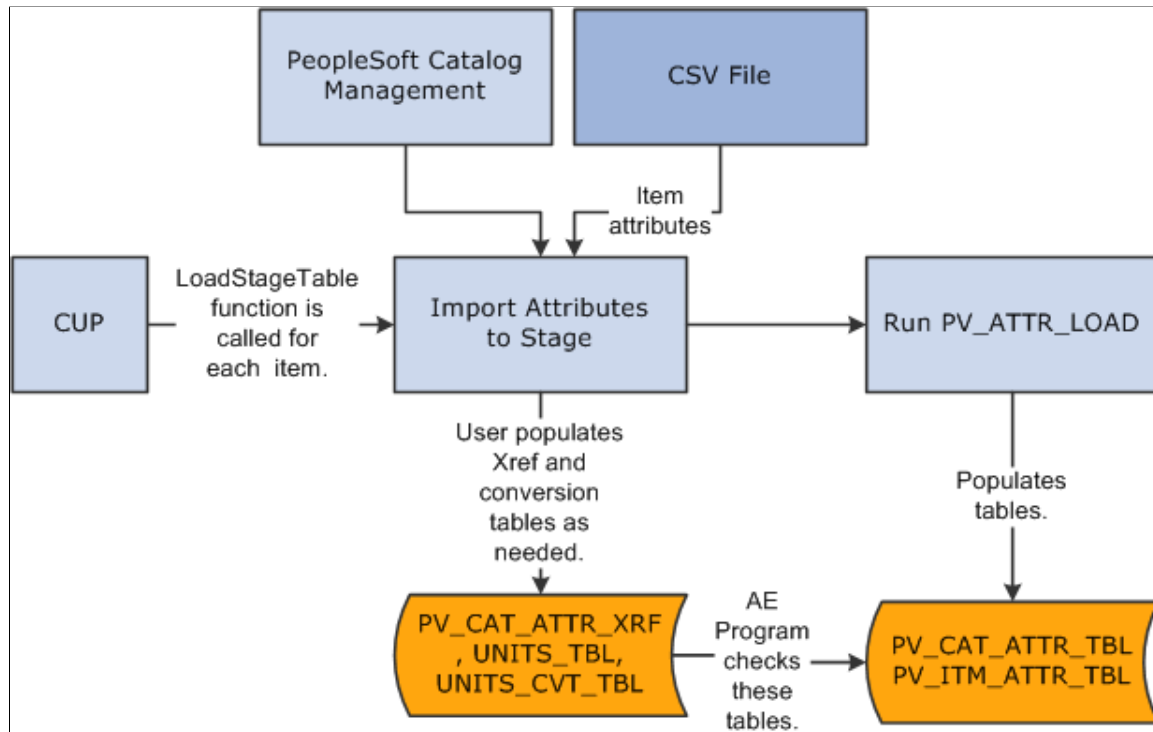 PeopleSoft Catalog
Management
CSV File
Item
attributes
CUP
LoadStageTable
function is
called for
each item.
Import Attributes
to Stage
Run PV_ATTR_LOAD
User populates
Xref and
conversion
tables as
needed.
Populates
tables.
PV_CAT_ATTR_XRF
, UNITS_TBL,
UNITS_CVT_TBL
AE
Program
checks
these
tables.
PV_CAT_ATTR_TBL
PV_ITM_ATTR_TBL